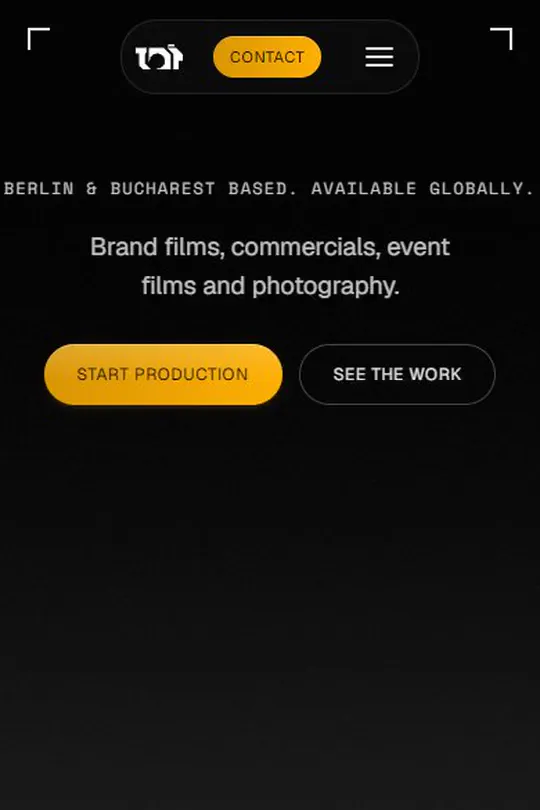 CONTACT
BERLIN & BUCHAREST BASED. AVAILABLE GLOBALLY.
Brand films, commercials, event
films and photography.
START PRODUCTION
SEE THE WORK